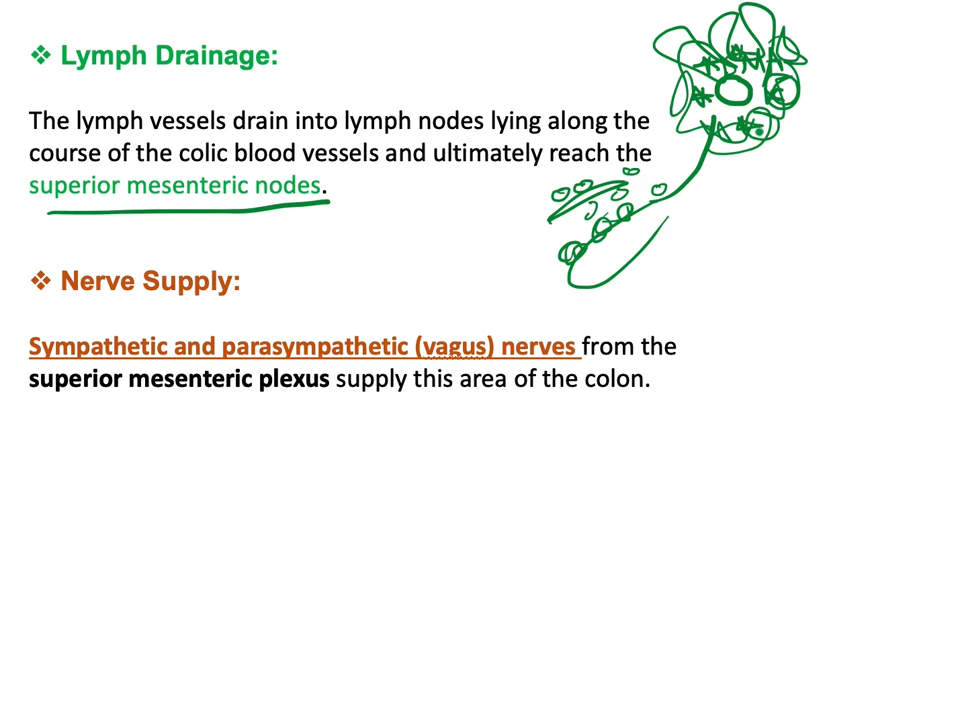 ❖ Lymph Drainage:
The lymph vessels drain into lymph nodes lying along the
course of the colic blood vessels and ultimately reach the
superior mesenteric nodes.
❖ Nerve Supply:
Sympathetic and parasympathetic (vagus) nerves from the
superior mesenteric plexus supply this area of the colon.